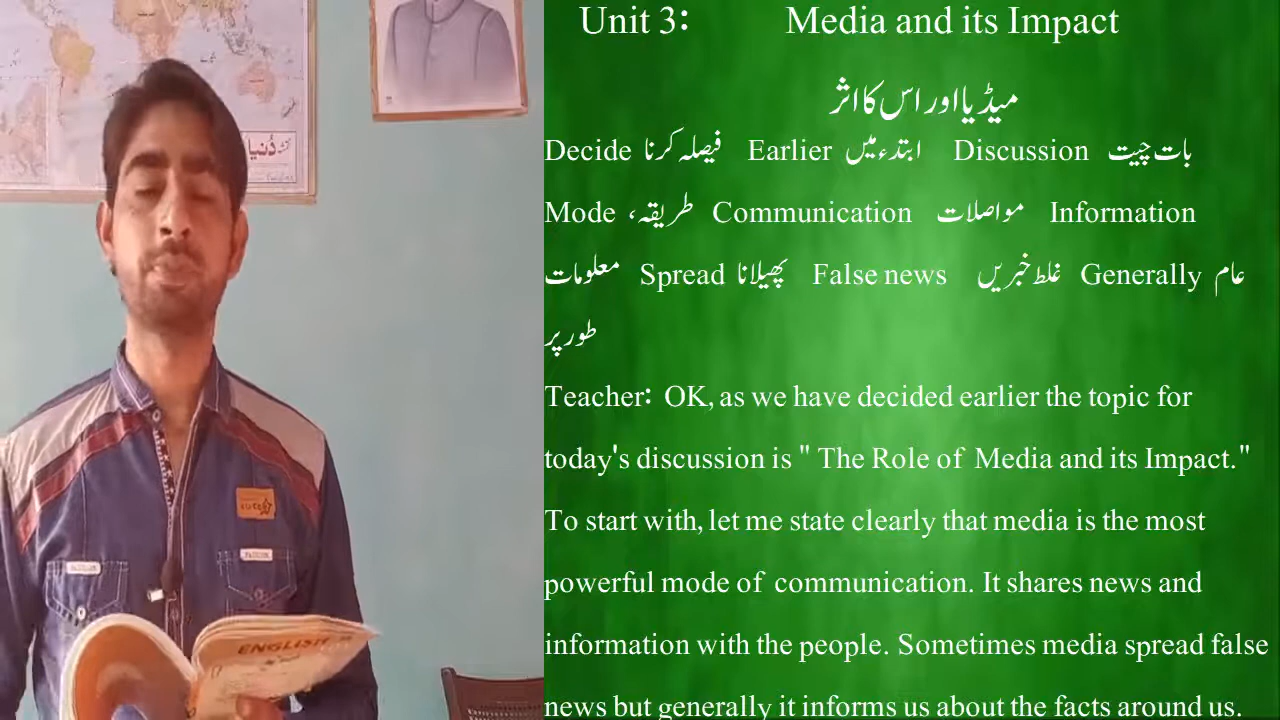 Unit 3: Media and its Impact
میڈیا اور اس کا اثر
Decide فیصلہ کرنا Earlier ابتدء میں Discussion بات چیت
Mode طریقہ، Communication مواصلات Information
معلومات Spread پھیلانا False news غلط خبریں Generally عام
طور پر
Teacher: OK, as we have decided earlier the topic for
today's discussion is " The Role of Media and its Impact."
To start with, let me state clearly that media is the most
powerful mode of communication. It shares news and
information with the people. Sometimes media spread false
news but generally it informs us about the facts around us.
دُنیا
ENGLISH